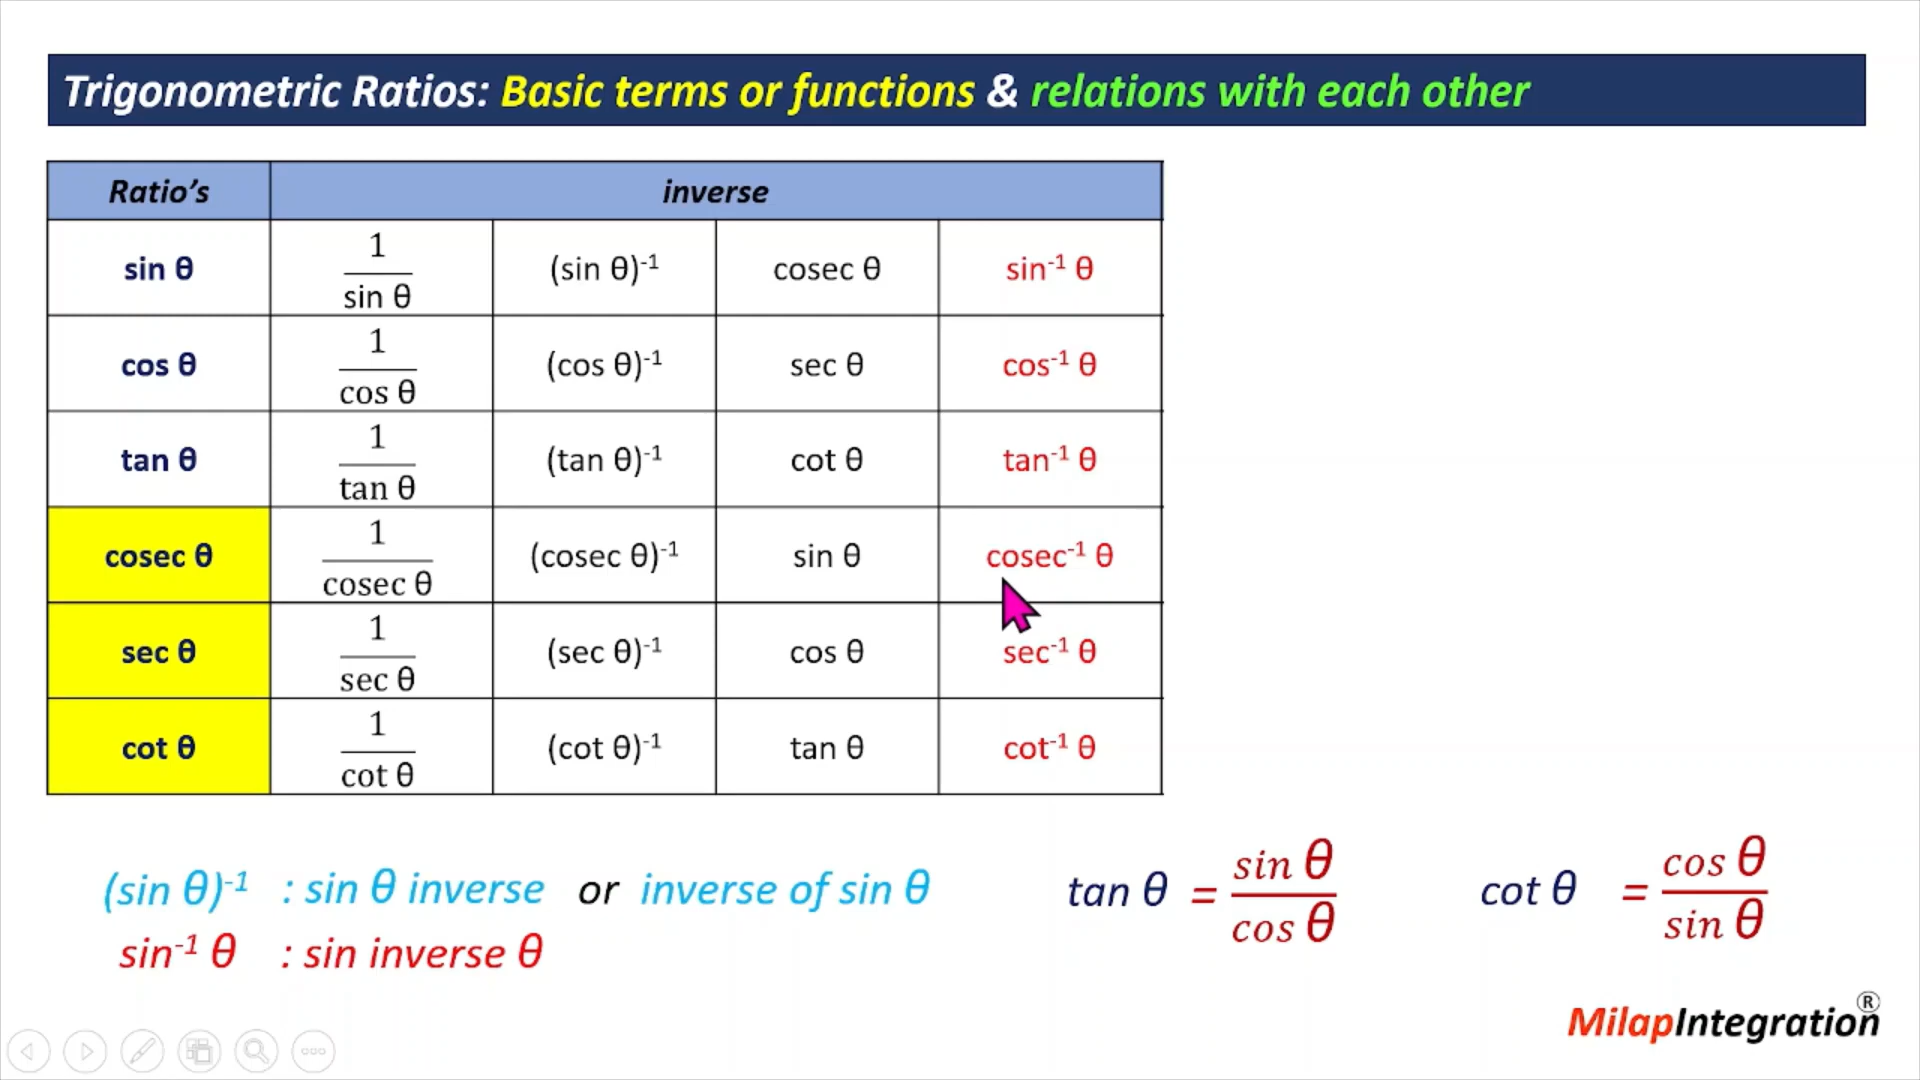 Trigonometric Ratios: Basic terms or functions & relations with each other
Ratio’s inverse
sin θ 1/sin θ (sin θ)⁻¹ cosec θ sin⁻¹ θ
cos θ 1/cos θ (cos θ)⁻¹ sec θ cos⁻¹ θ
tan θ 1/tan θ (tan θ)⁻¹ cot θ tan⁻¹ θ
cosec θ 1/cosec θ (cosec θ)⁻¹ sin θ cosec⁻¹ θ
sec θ 1/sec θ (sec θ)⁻¹ cos θ sec⁻¹ θ
cot θ 1/cot θ (cot θ)⁻¹ tan θ cot⁻¹ θ
(sin θ)⁻¹ : sin θ inverse or inverse of sin θ
sin⁻¹ θ : sin inverse θ
tan θ = sin θ/cos θ
cot θ = cos θ/sin θ
MilapIntegration®